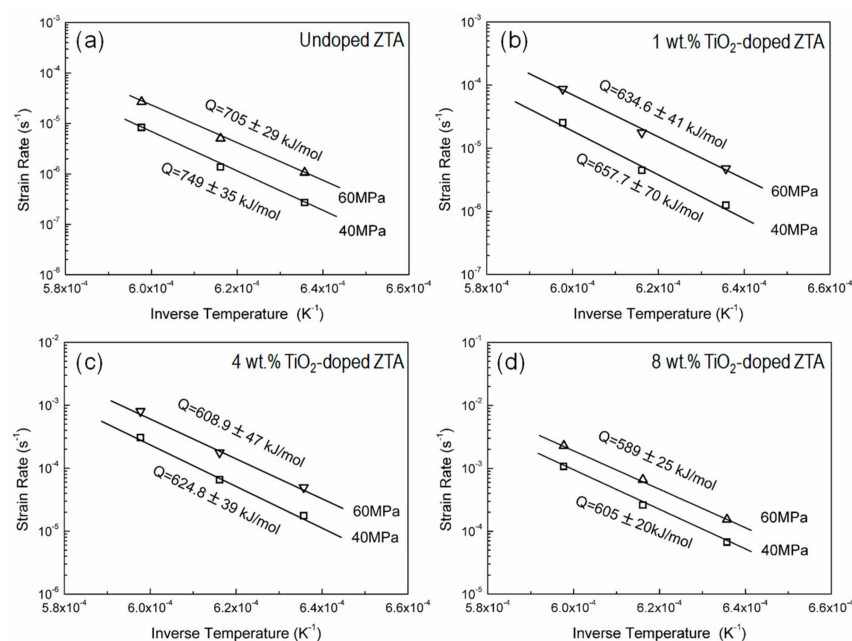 (a)
Undoped ZTA
10⁻³
10⁻⁴
10⁻⁵
10⁻⁶
10⁻⁷
10⁻⁸
Strain Rate (s⁻¹)
Q=705 ± 29 kJ/mol
Q=749 ± 35 kJ/mol
60MPa
40MPa
5.8x10⁻⁴ 6.0x10⁻⁴ 6.2x10⁻⁴ 6.4x10⁻⁴ 6.6x10⁻⁴
Inverse Temperature (K⁻¹)
(b)
1 wt.% TiO₂-doped ZTA
10⁻³
10⁻⁴
10⁻⁵
10⁻⁶
10⁻⁷
Strain Rate (s⁻¹)
Q=634.6 ± 41 kJ/mol
Q=657.7 ± 70 kJ/mol
60MPa
40MPa
5.8x10⁻⁴ 6.0x10⁻⁴ 6.2x10⁻⁴ 6.4x10⁻⁴ 6.6x10⁻⁴
Inverse Temperature (K⁻¹)
(c)
4 wt.% TiO₂-doped ZTA
10⁻²
10⁻³
10⁻⁴
10⁻⁵
10⁻⁶
Strain Rate (s⁻¹)
Q=608.9 ± 47 kJ/mol
Q=624.8 ± 39 kJ/mol
60MPa
40MPa
5.8x10⁻⁴ 6.0x10⁻⁴ 6.2x10⁻⁴ 6.4x10⁻⁴ 6.6x10⁻⁴
Inverse Temperature (K⁻¹)
(d)
8 wt.% TiO₂-doped ZTA
10⁻¹
10⁻²
10⁻³
10⁻⁴
10⁻⁵
Strain Rate (s⁻¹)
Q=589 ± 25 kJ/mol
Q=605 ± 20kJ/mol
60MPa
40MPa
5.8x10⁻⁴ 6.0x10⁻⁴ 6.2x10⁻⁴ 6.4x10⁻⁴ 6.6x10⁻⁴
Inverse Temperature (K⁻¹)